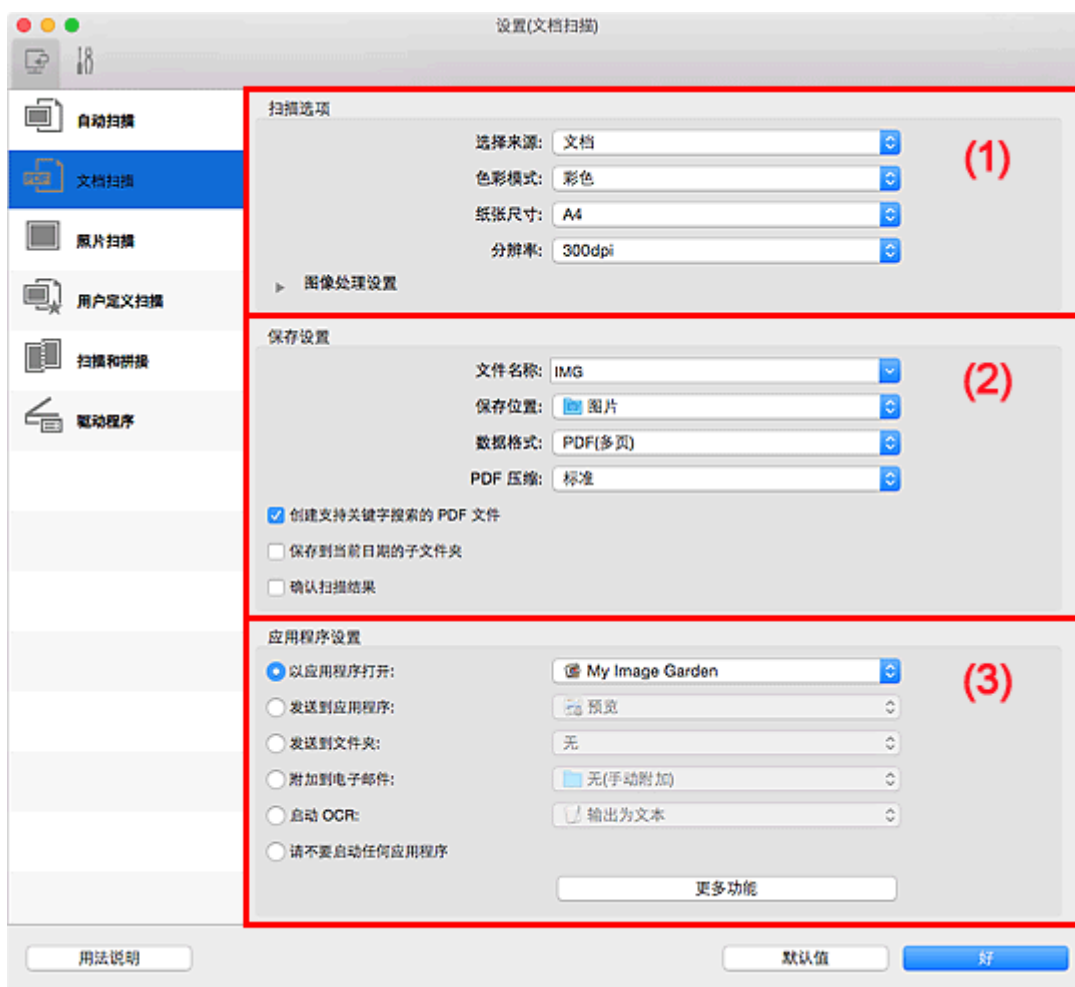 设置(文档扫描)
自动扫描
文档扫描
照片扫描
用户定义扫描
扫描和拼接
驱动程序
扫描选项
选择来源: 文档
色彩模式: 彩色
纸张尺寸: A4
分辨率: 300dpi
图像处理设置
(1)
保存设置
文件名称: IMG
保存位置: 图片
数据格式: PDF(多页)
PDF 压缩: 标准
创建支持关键字搜索的 PDF 文件
保存到当前日期的子文件夹
确认扫描结果
(2)
应用程序设置
以应用程序打开: My Image Garden
发送到应用程序: 预览
发送到文件夹: 无
附加到电子邮件: 无(手动附加)
启动 OCR: 输出为文本
请不要启动任何应用程序
更多功能
(3)
用法说明
默认值
好